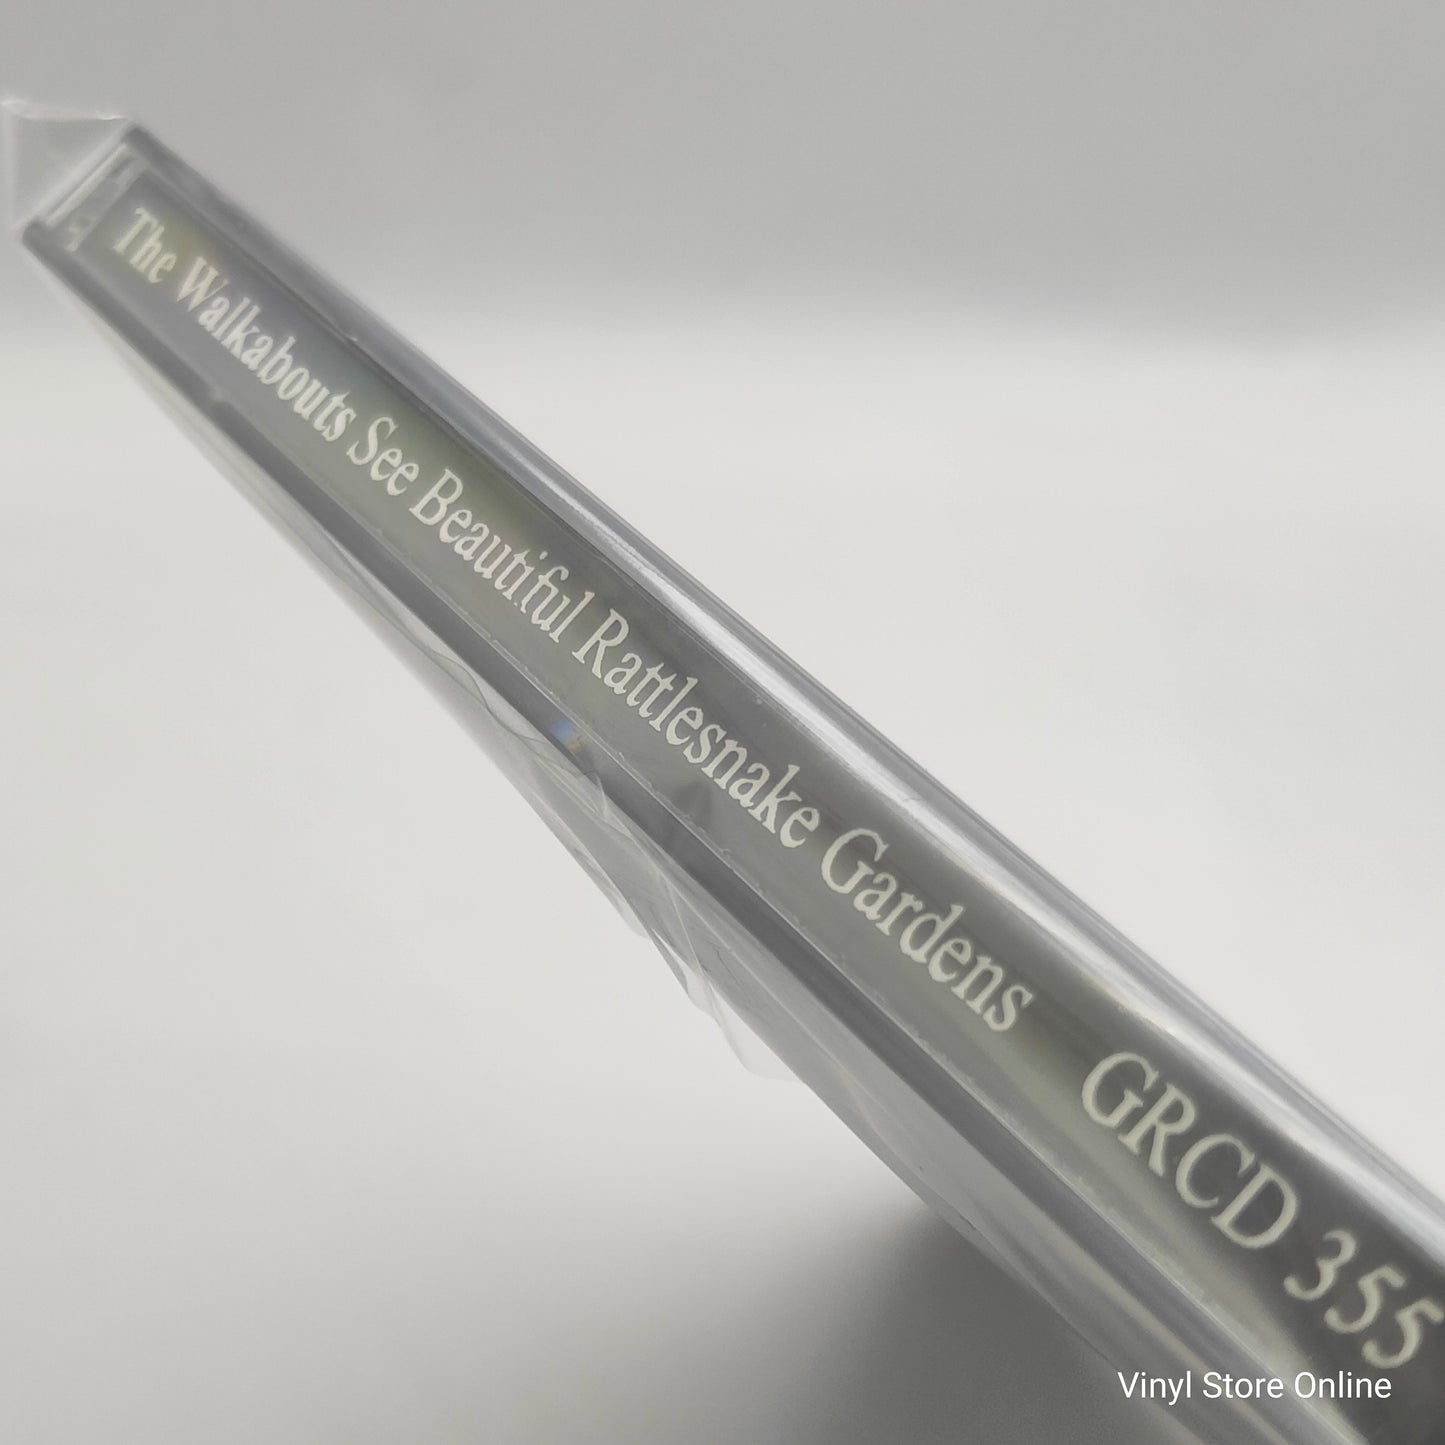 The Walkabouts See Beautiful Rattlesnake Gardens GRCD 355
Vinyl Store Online